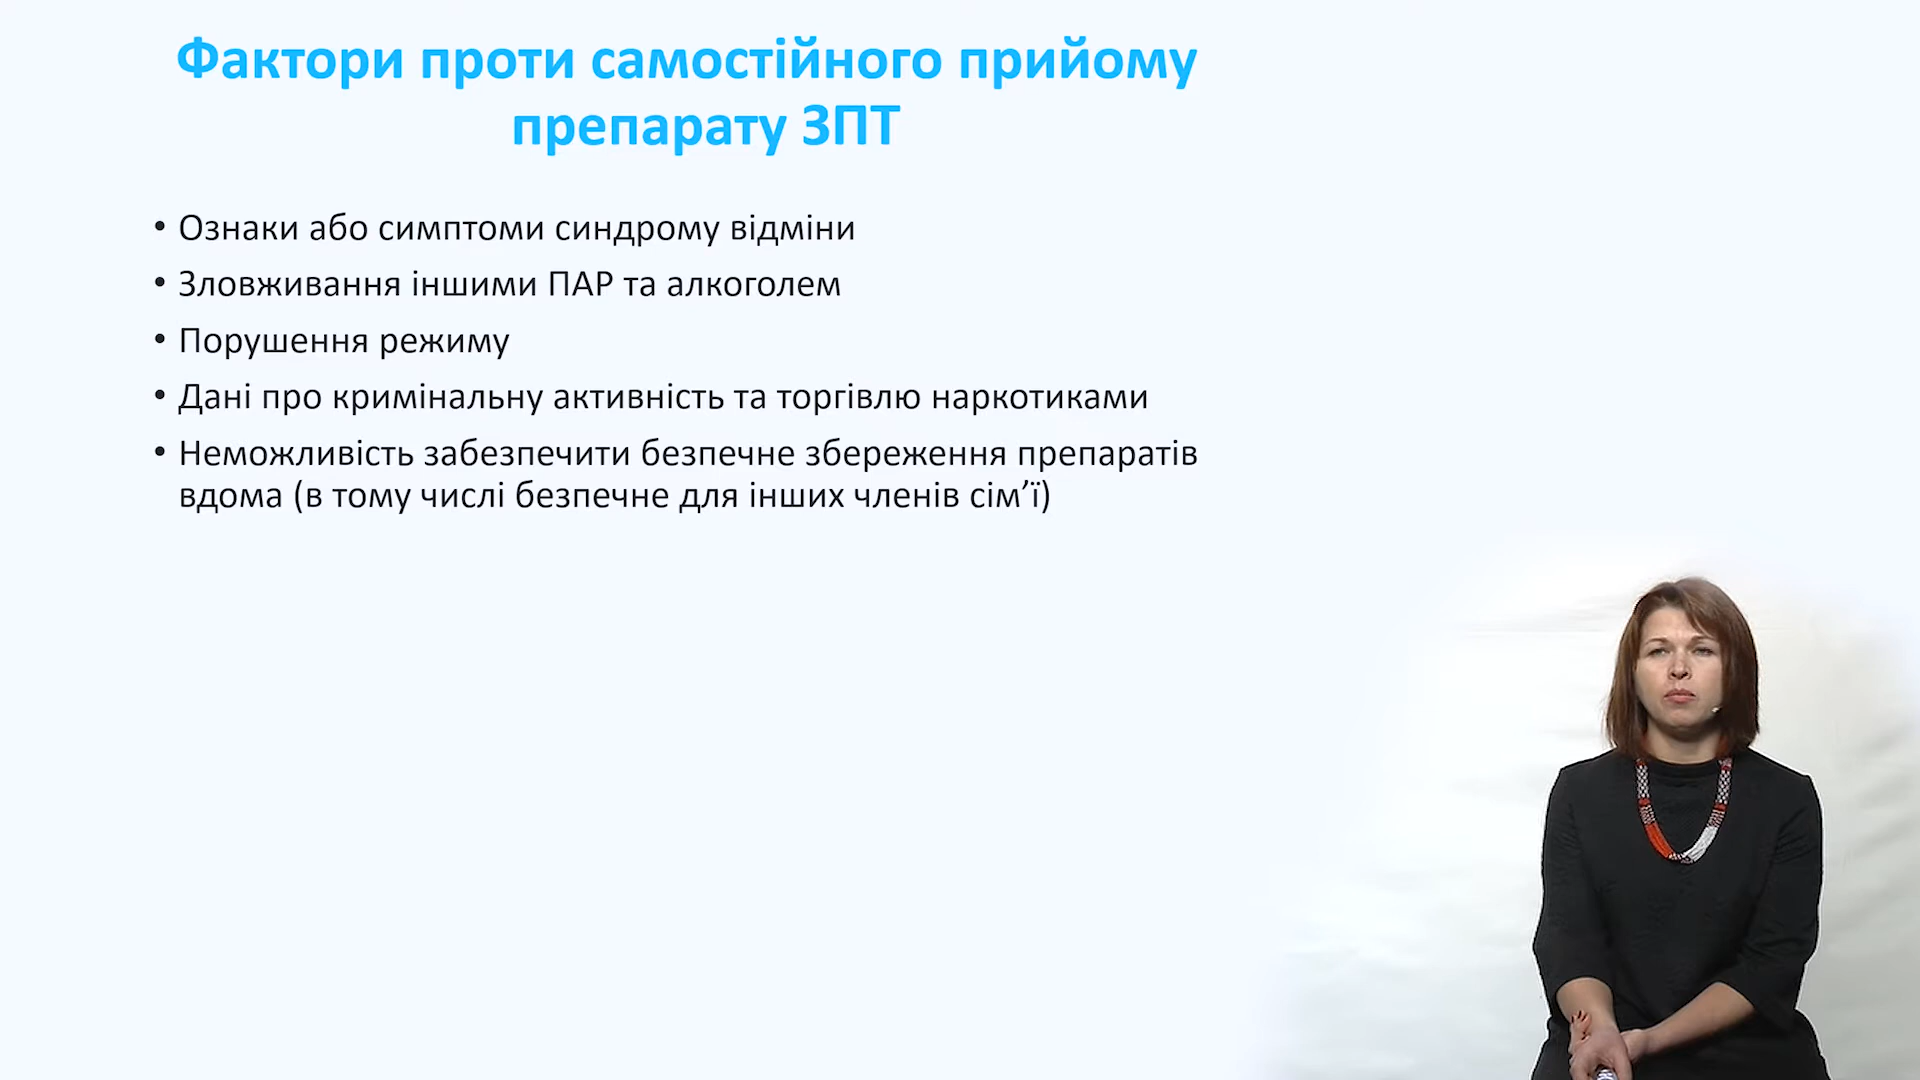 Фактори проти самостійного прийому
препарату ЗПТ
• Ознаки або симптоми синдрому відміни
• Зловживання іншими ПАР та алкоголем
• Порушення режиму
• Дані про кримінальну активність та торгівлю наркотиками
• Неможливість забезпечити безпечне збереження препаратів
вдома (в тому числі безпечне для інших членів сім’ї)